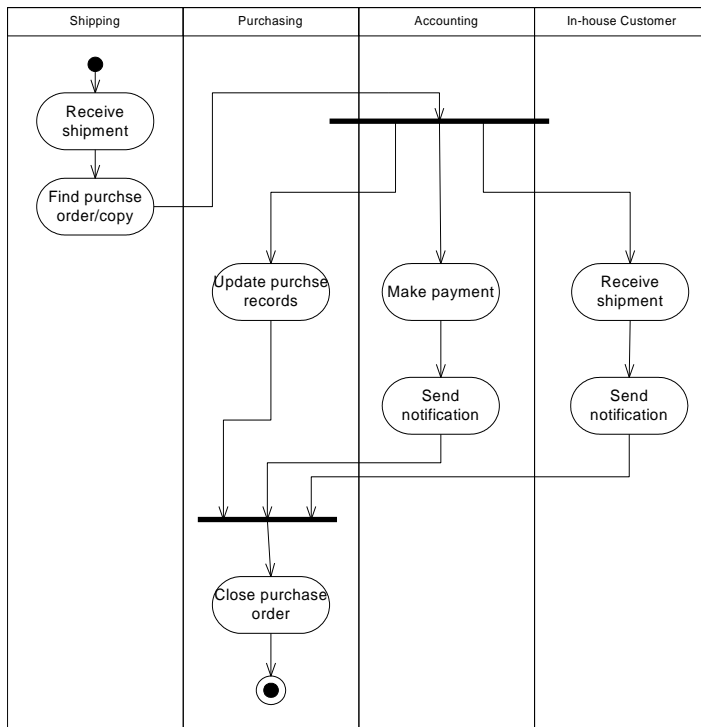 Shipping
Purchasing
Accounting
In-house Customer
Receive
shipment
Find purchse
order/copy
Update purchse
records
Make payment
Receive
shipment
Send
notification
Send
notification
Close purchase
order